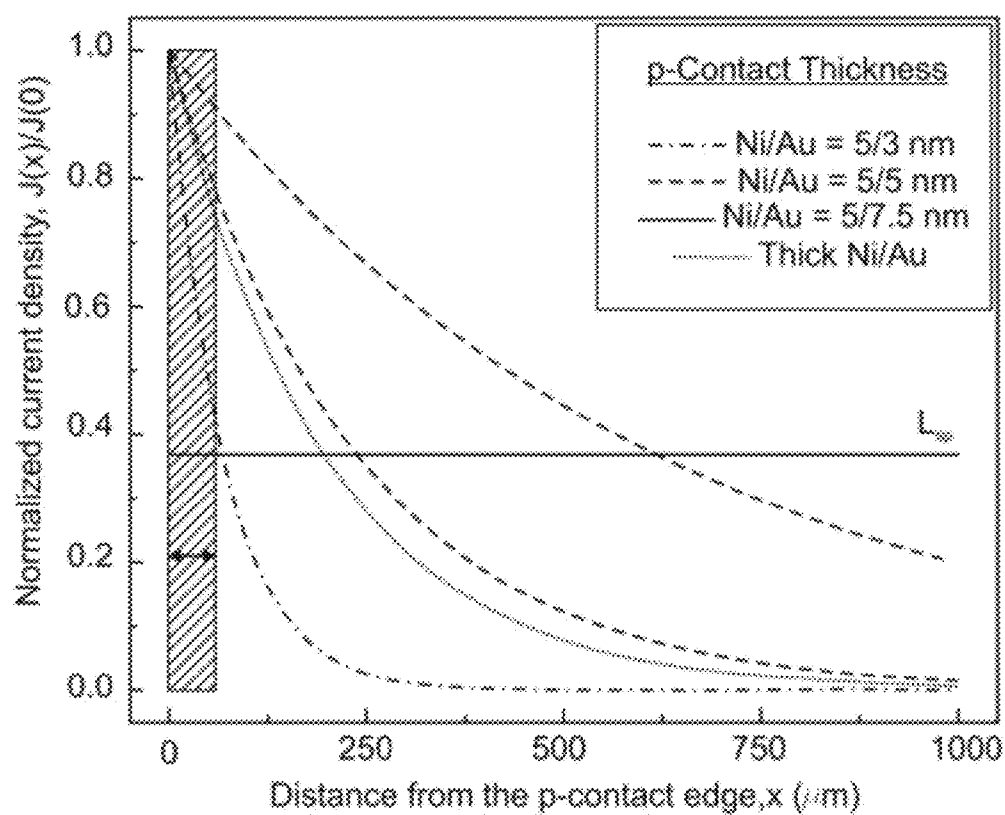 p-Contact Thickness
Ni/Au = 5/3 nm
Ni/Au = 5/5 nm
Ni/Au = 5/7.5 nm
Thick Ni/Au
Normalized current density, J(x)/J(0)
1.0
0.8
0.6
0.4
0.2
0.0
0
250
500
750
1000
Distance from the p-contact edge,x (μm)